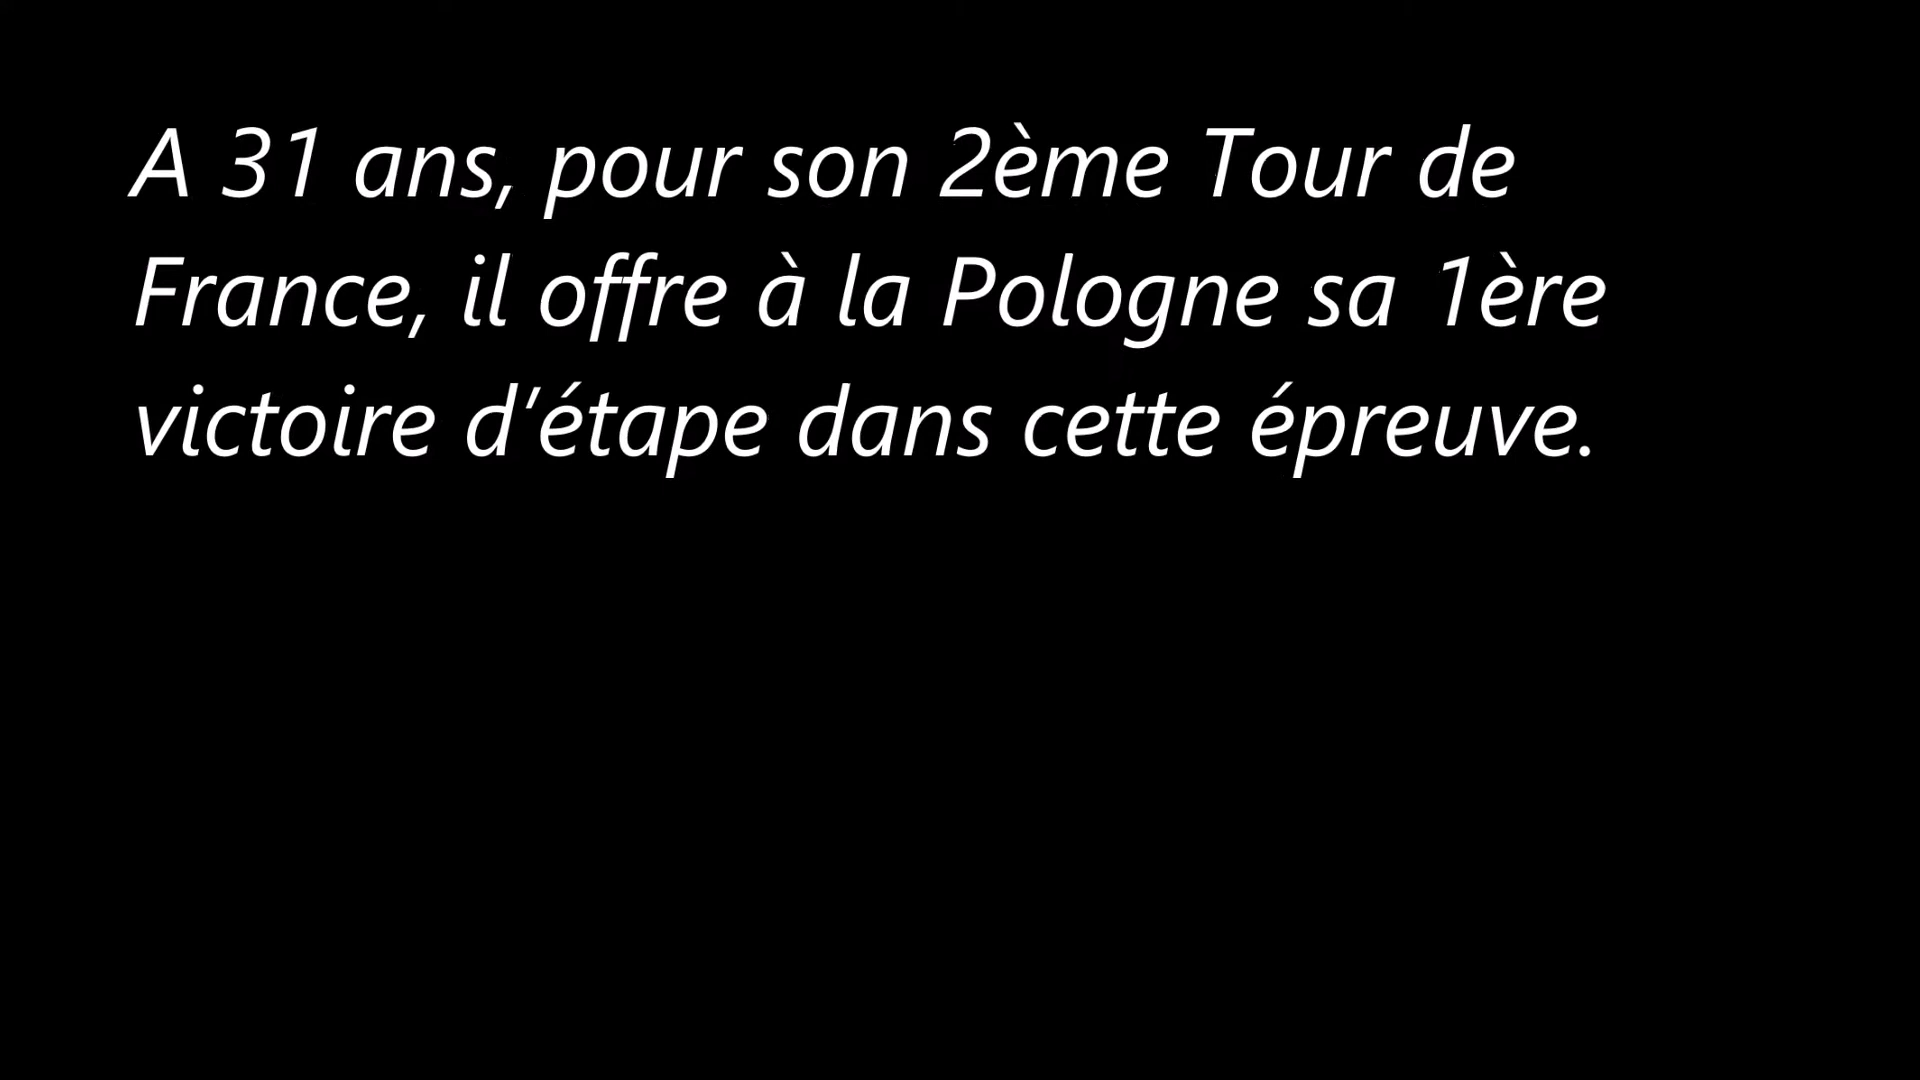 A 31 ans, pour son 2ème Tour de
France, il offre à la Pologne sa 1ère
victoire d’étape dans cette épreuve.